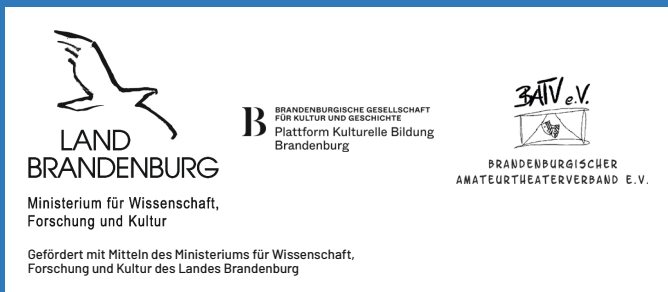 LAND
BRANDENBURG
Ministerium für Wissenschaft,
Forschung und Kultur
B
BRANDENBURGISCHE GESELLSCHAFT
FÜR KULTUR UND GESCHICHTE
Plattform Kulturelle Bildung
Brandenburg
BATV e.V.
BRANDENBURGISCHER
AMATEURTHEATERVERBAND E.V.
Gefördert mit Mitteln des Ministeriums für Wissenschaft,
Forschung und Kultur des Landes Brandenburg